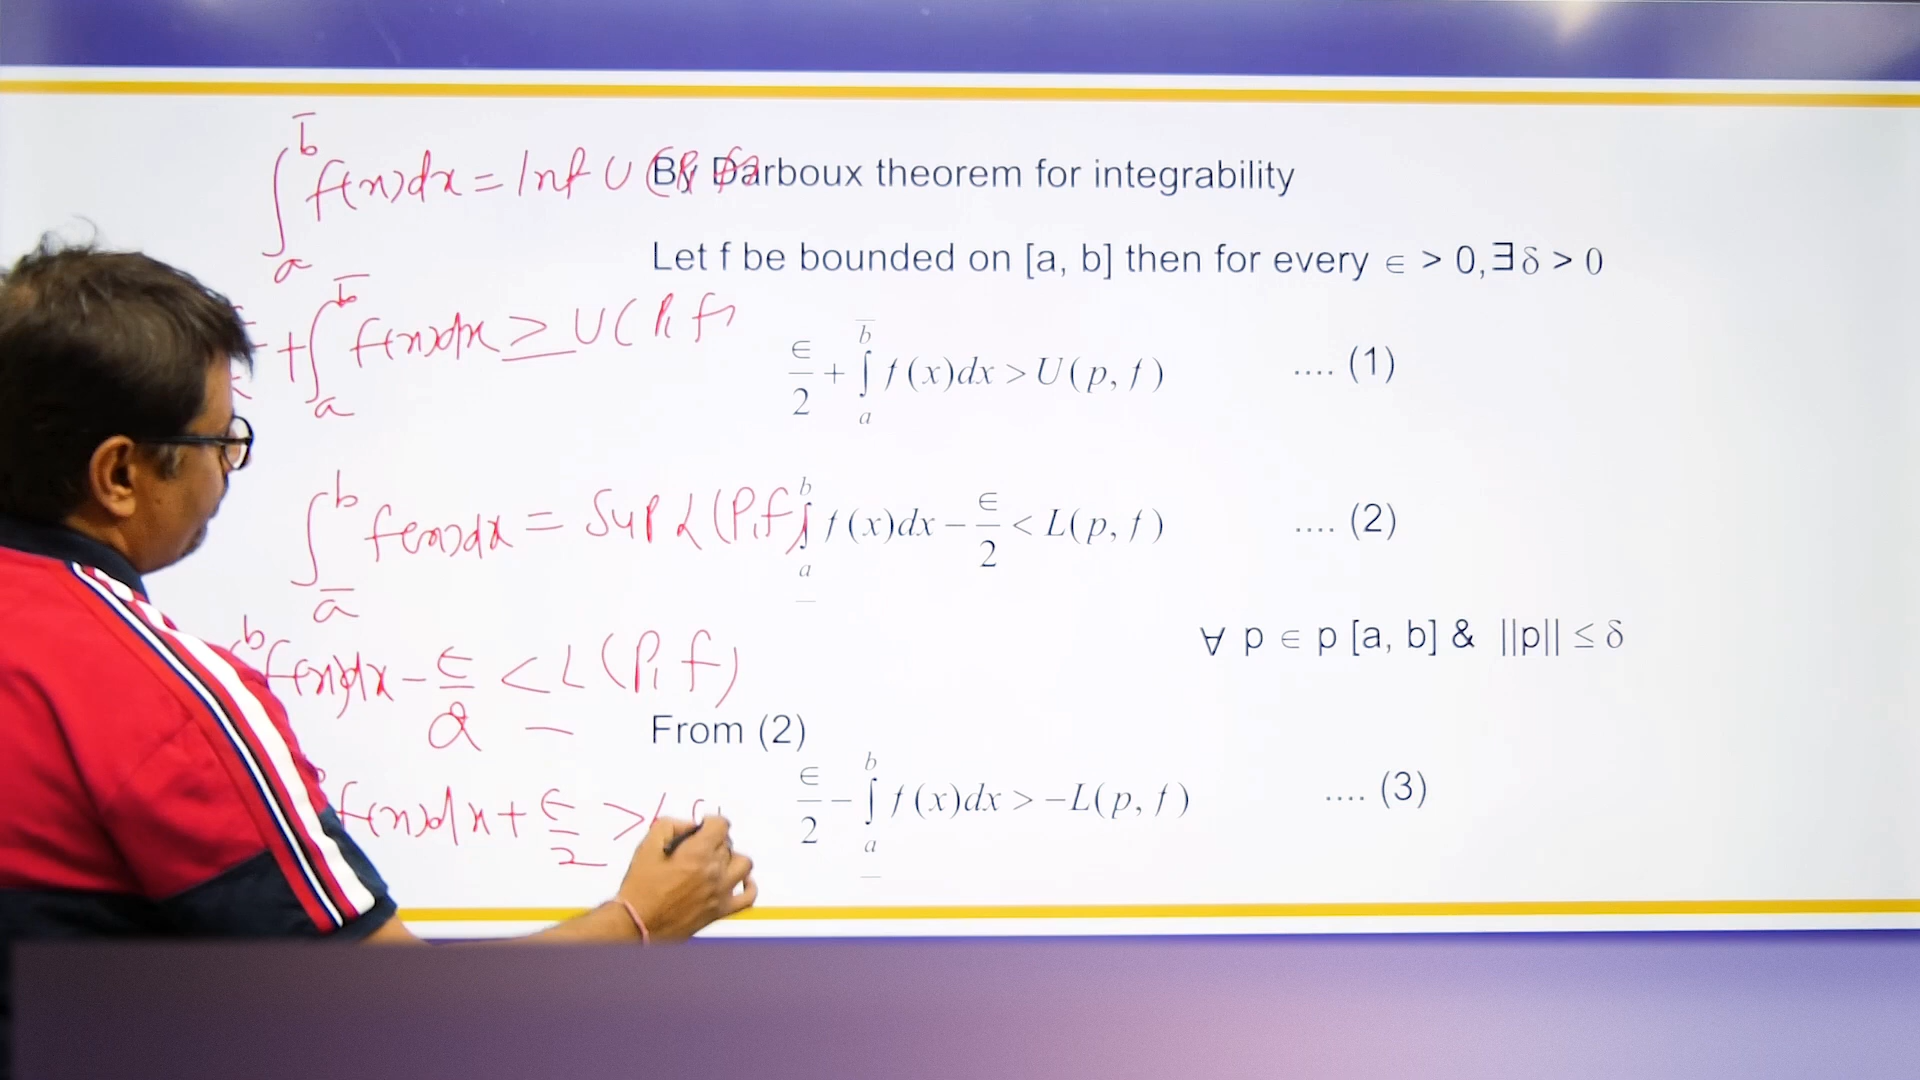 ∫_a^b̄ f(x)dx = Inf U(P, f)
By Darboux theorem for integrability
Let f be bounded on [a, b] then for every ∈ > 0,∃ δ > 0
+ ∫_a^b̄ f(x)dx ≥ U(P, f)
∈/2 + ∫_a^b̄ f(x)dx > U(p, f) .... (1)
∫_a̲^b f(x)dx = Sup L(P, f)
∫_a̲^b f(x)dx − ∈/2 < L(p, f) .... (2)
∀ p ∈ p [a, b] & ||p|| ≤ δ
b f(x)dx − ∈/2 < L(P, f)
From (2)
f(x)dx + ∈/2 >
∈/2 − ∫_a̲^b f(x)dx > −L(p, f) .... (3)